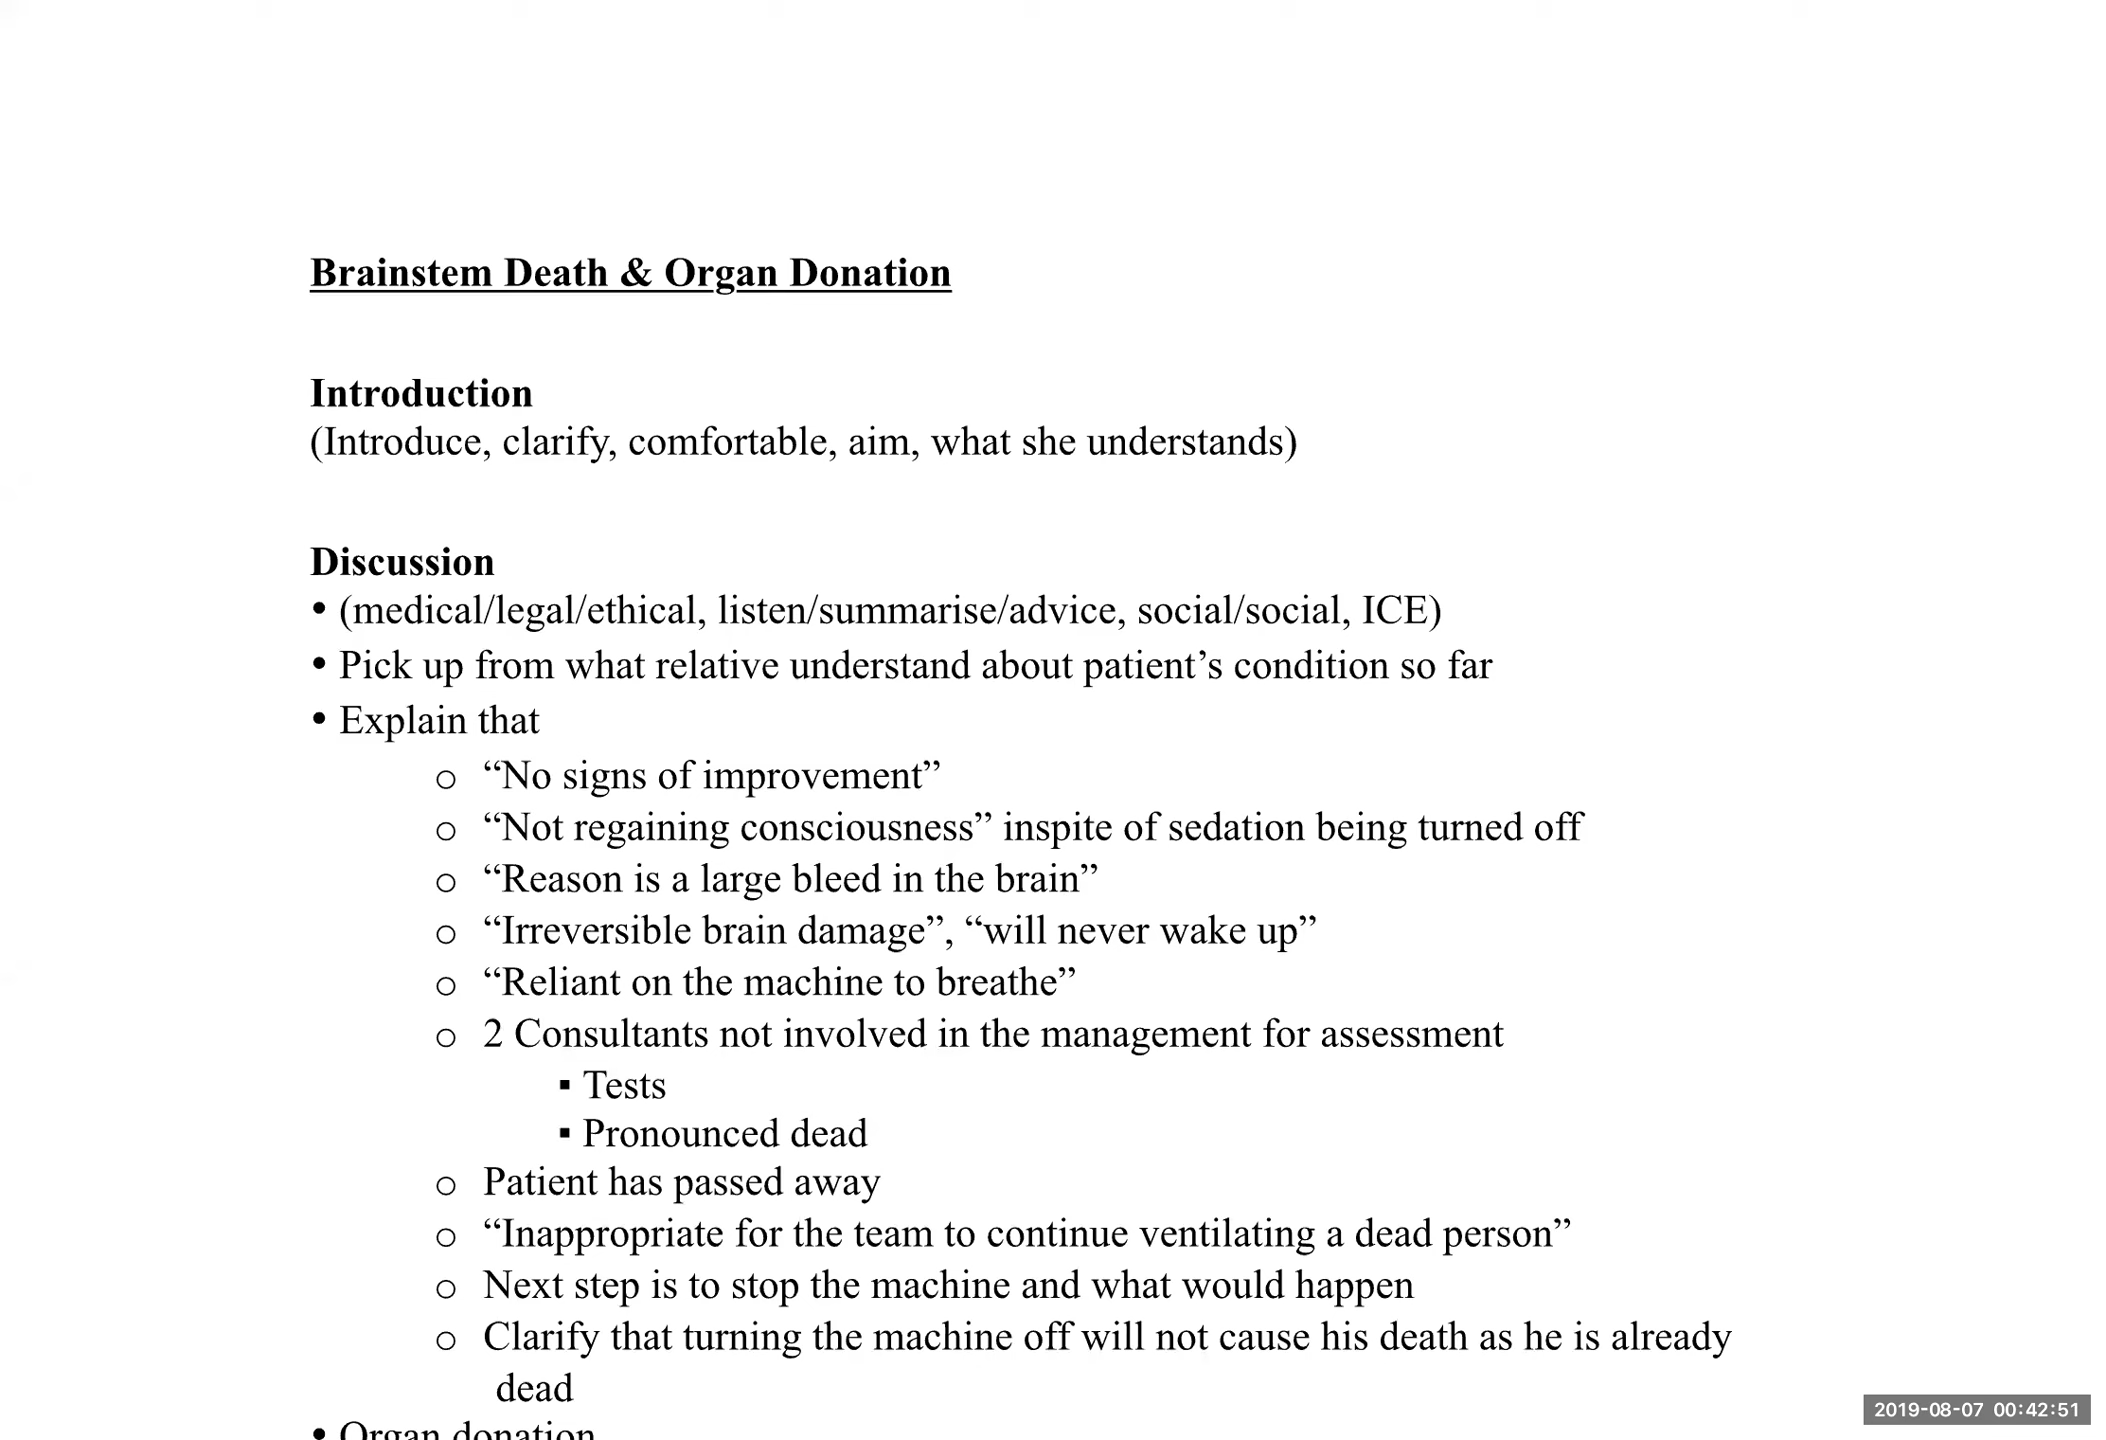 Brainstem Death & Organ Donation
Introduction
(Introduce, clarify, comfortable, aim, what she understands)
Discussion
• (medical/legal/ethical, listen/summarise/advice, social/social, ICE)
• Pick up from what relative understand about patient’s condition so far
• Explain that
o “No signs of improvement”
o “Not regaining consciousness” inspite of sedation being turned off
o “Reason is a large bleed in the brain”
o “Irreversible brain damage”, “will never wake up”
o “Reliant on the machine to breathe”
o 2 Consultants not involved in the management for assessment
▪ Tests
▪ Pronounced dead
o Patient has passed away
o “Inappropriate for the team to continue ventilating a dead person”
o Next step is to stop the machine and what would happen
o Clarify that turning the machine off will not cause his death as he is already
dead
• Organ donation
2019-08-07 00:42:51